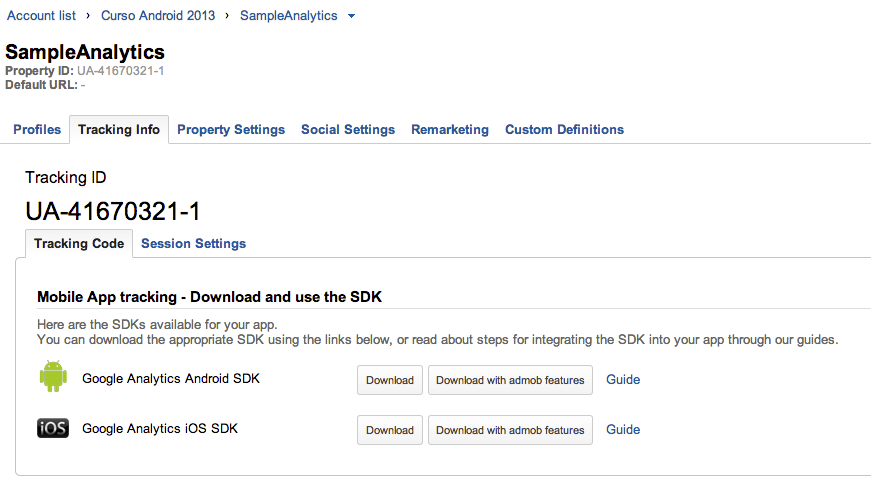 Account list › Curso Android 2013 › SampleAnalytics
SampleAnalytics
Property ID: UA-41670321-1
Default URL: -
Profiles Tracking Info Property Settings Social Settings Remarketing Custom Definitions
Tracking ID
UA-41670321-1
Tracking Code Session Settings
Mobile App tracking - Download and use the SDK
Here are the SDKs available for your app.
You can download the appropriate SDK using the links below, or read about steps for integrating the SDK into your app through our guides.
Google Analytics Android SDK Download Download with admob features Guide
iOS Google Analytics iOS SDK Download Download with admob features Guide